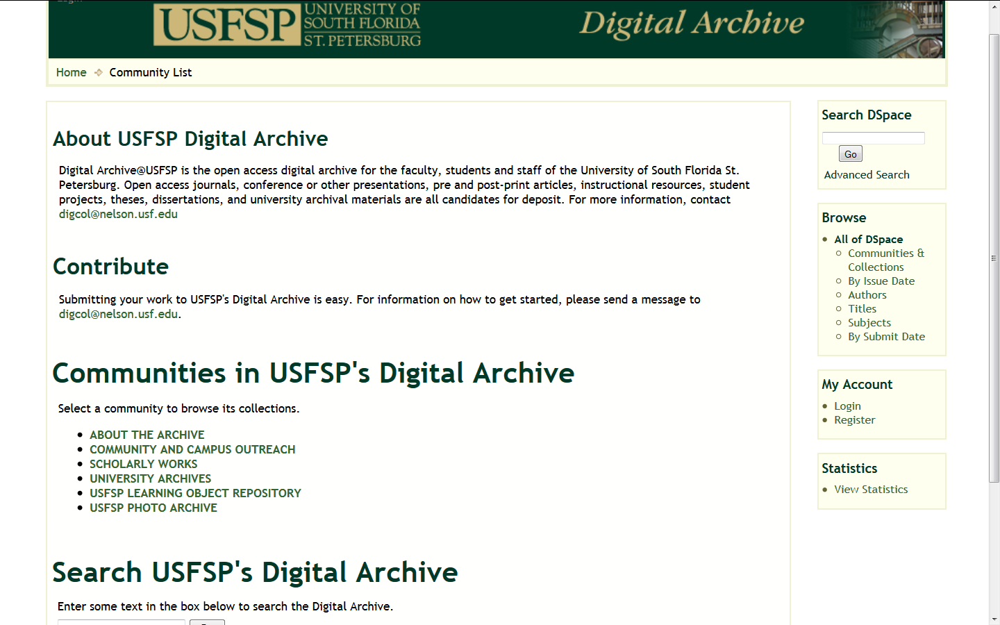 Login
USFSP UNIVERSITY OF
SOUTH FLORIDA
ST. PETERSBURG
Digital Archive
Home Community List
About USFSP Digital Archive
Digital Archive@USFSP is the open access digital archive for the faculty, students and staff of the University of South Florida St.
Petersburg. Open access journals, conference or other presentations, pre and post-print articles, instructional resources, student
projects, theses, dissertations, and university archival materials are all candidates for deposit. For more information, contact
digcol@nelson.usf.edu
Contribute
Submitting your work to USFSP's Digital Archive is easy. For information on how to get started, please send a message to
digcol@nelson.usf.edu.
Communities in USFSP's Digital Archive
Select a community to browse its collections.
ABOUT THE ARCHIVE
COMMUNITY AND CAMPUS OUTREACH
SCHOLARLY WORKS
UNIVERSITY ARCHIVES
USFSP LEARNING OBJECT REPOSITORY
USFSP PHOTO ARCHIVE
Search USFSP's Digital Archive
Enter some text in the box below to search the Digital Archive.
Search DSpace
Go
Advanced Search
Browse
All of DSpace
Communities &
Collections
By Issue Date
Authors
Titles
Subjects
By Submit Date
My Account
Login
Register
Statistics
View Statistics